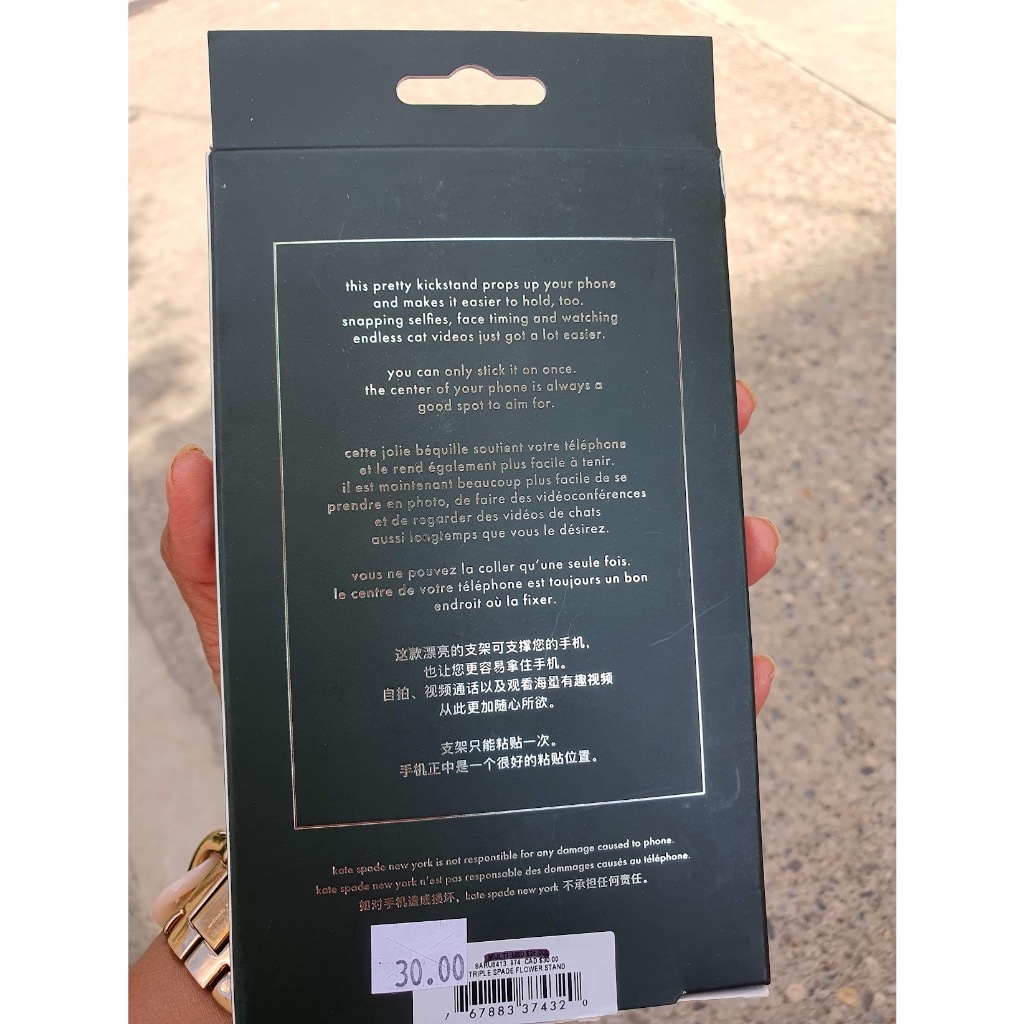 this pretty kickstand props up your phone
and makes it easier to hold, too.
snapping selfies, face timing and watching
endless cat videos just got a lot easier.
you can only stick it on once.
the center of your phone is always a
good spot to aim for.
cette jolie béquille soutient votre téléphone
et le rend également plus facile à tenir.
il est maintenant beaucoup plus facile de se
prendre en photo, de faire des vidéoconférences
et de regarder des vidéos de chats
aussi longtemps que vous le désirez.
vous ne pouvez la coller qu'une seule fois.
le centre de votre téléphone est toujours un bon
endroit où la fixer.
这款漂亮的支架可支撑您的手机，
也让您更容易拿住手机。
自拍、视频通话以及观看海量有趣视频
从此更加随心所欲。
支架只能粘贴一次。
手机正中是一个很好的粘贴位置。
kate spade new york is not responsible for any damage caused to phone.
kate spade new york n'est pas responsable des dommages causés au téléphone.
如对手机造成损坏，kate spade new york 不承担任何责任。
30.00
MULTI USD
8ARU6413 974 CAD $30.00
TRIPLE SPADE FLOWER STAND
7 67883 37432 0